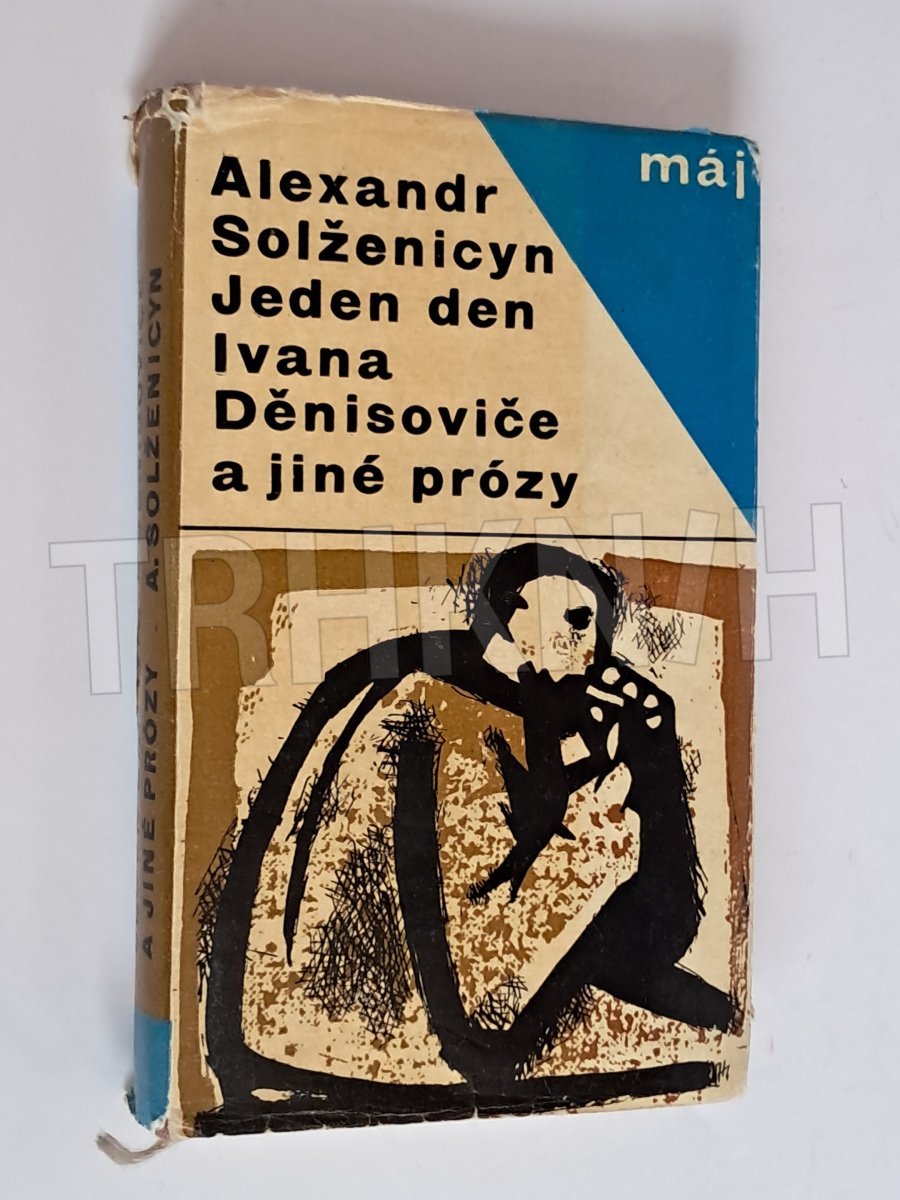 máj
Alexandr
Solženicyn
Jeden den
Ivana
Děnisoviče
a jiné prózy
A JINÉ PRÓZY A. SOLŽENICYN
TRHKNIH